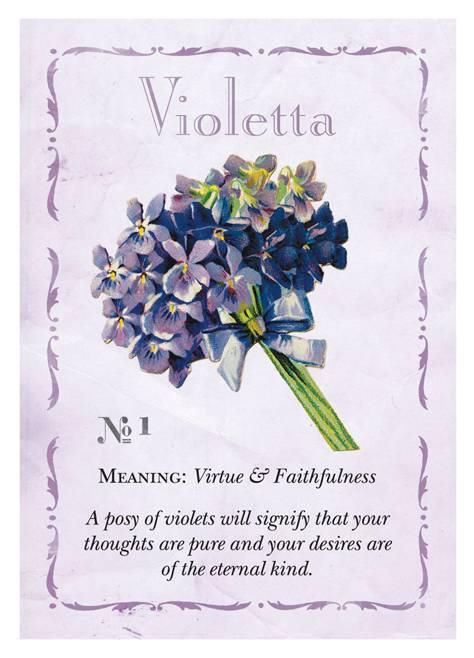 Violetta
№ 1
MEANING: Virtue & Faithfulness
A posy of violets will signify that your
thoughts are pure and your desires are
of the eternal kind.